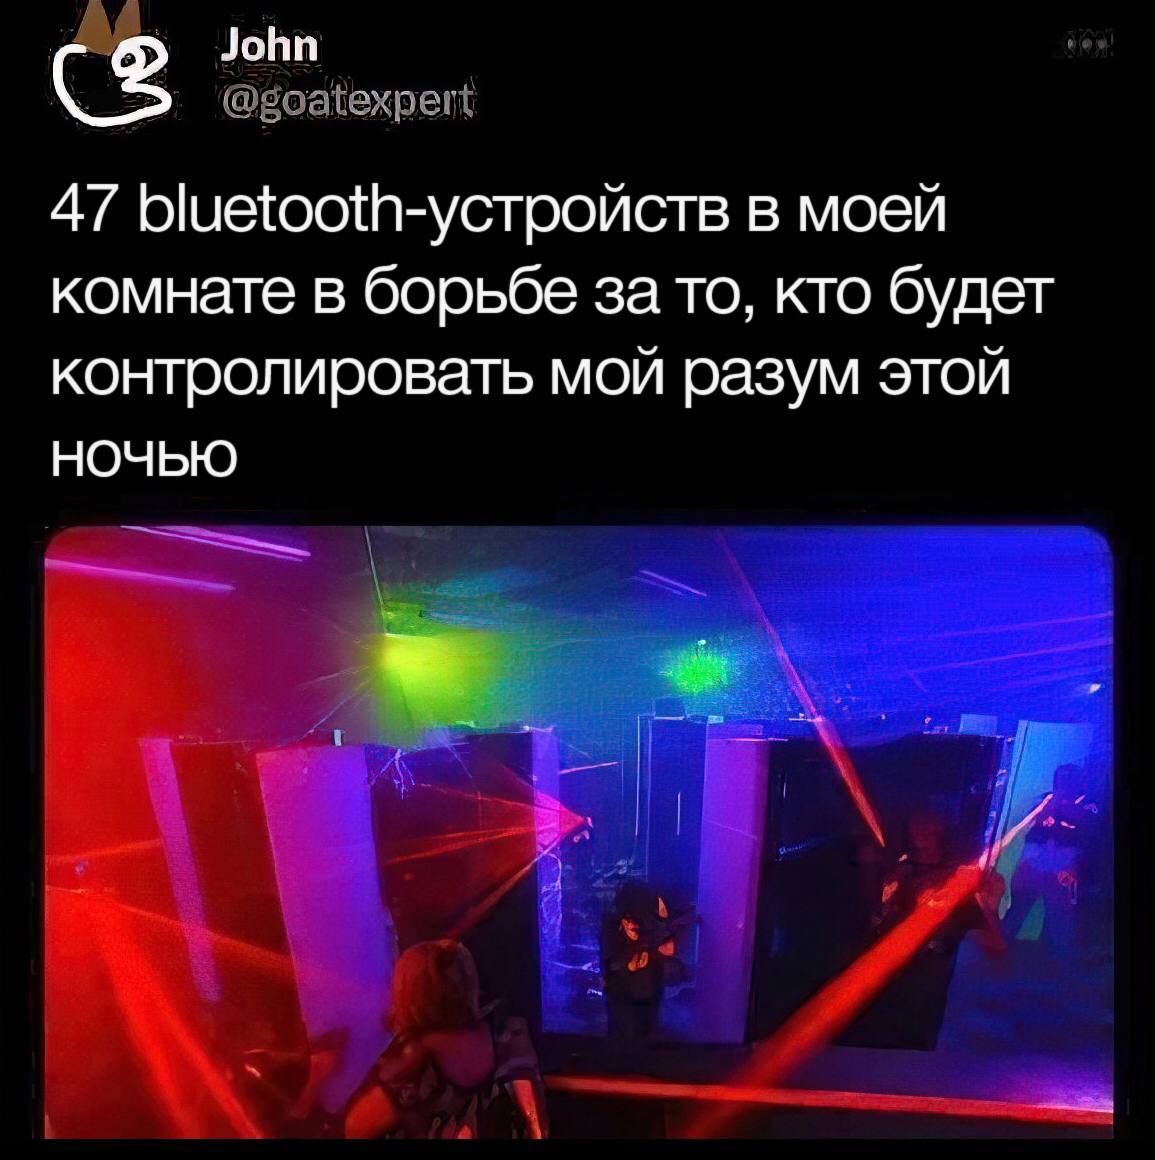 John
@goatexpert
47 bluetooth-устройств в моей
комнате в борьбе за то, кто будет
контролировать мой разум этой
ночью